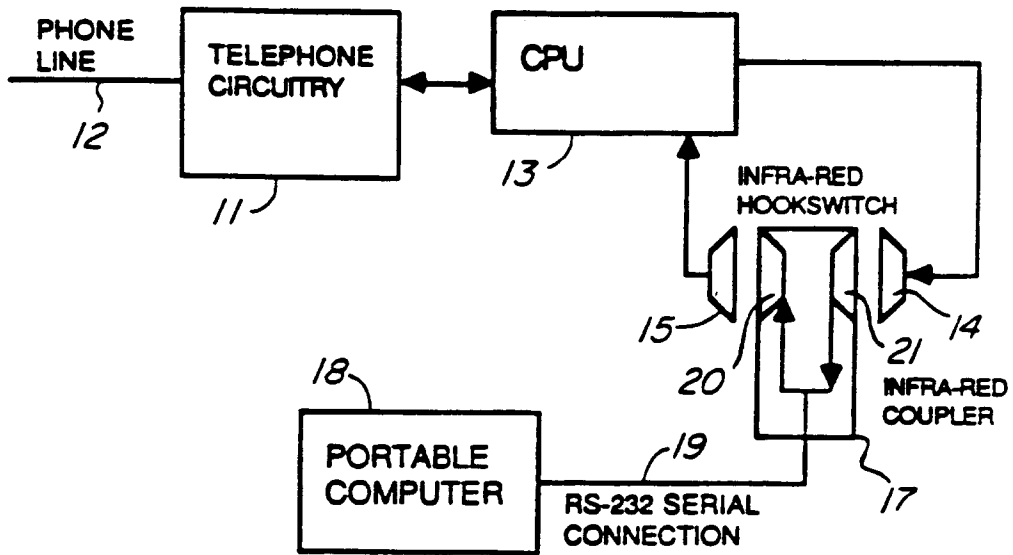 PHONE
LINE
12
TELEPHONE
CIRCUITRY
11
CPU
13
INFRA-RED
HOOKSWITCH
15
20
21
14
INFRA-RED
COUPLER
17
18
PORTABLE
COMPUTER
19
RS-232 SERIAL
CONNECTION